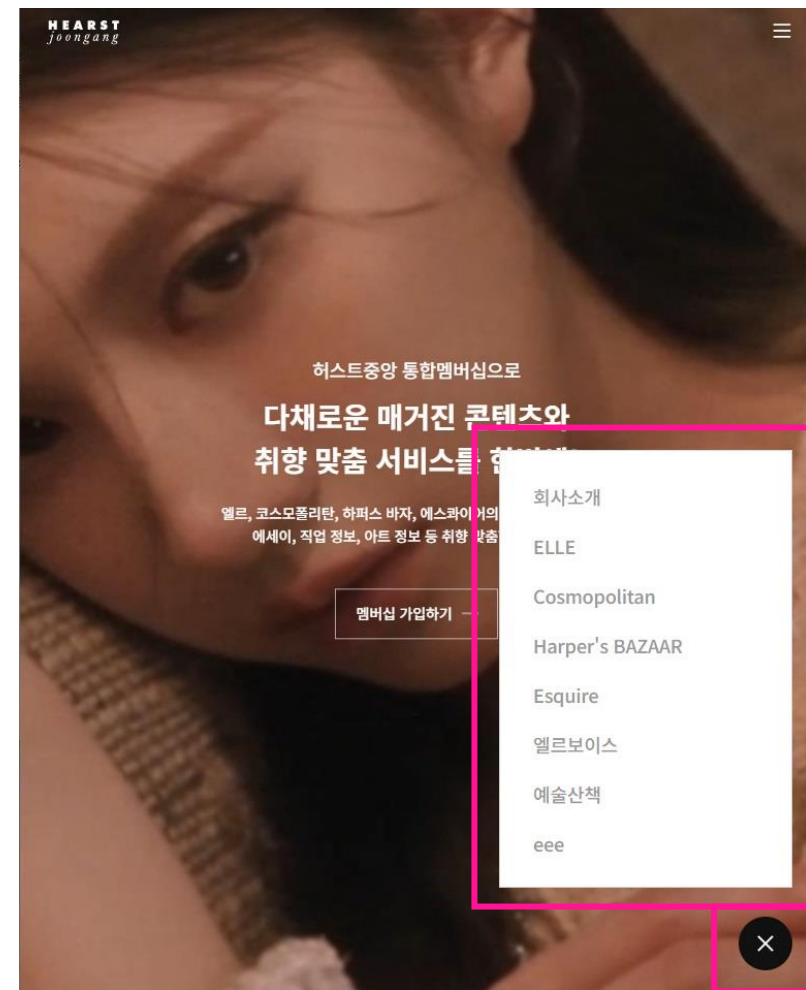 HEARST
joongang
허스트중앙 통합멤버십으로
다채로운 매거진 콘텐츠와
취향 맞춤 서비스를
엘르, 코스모폴리탄, 하퍼스 바자, 에스콰이어의
에세이, 직업 정보, 아트 정보 등 취향 맞춤
멤버십 가입하기 →
회사소개
ELLE
Cosmopolitan
Harper's BAZAAR
Esquire
엘르보이스
예술산책
eee